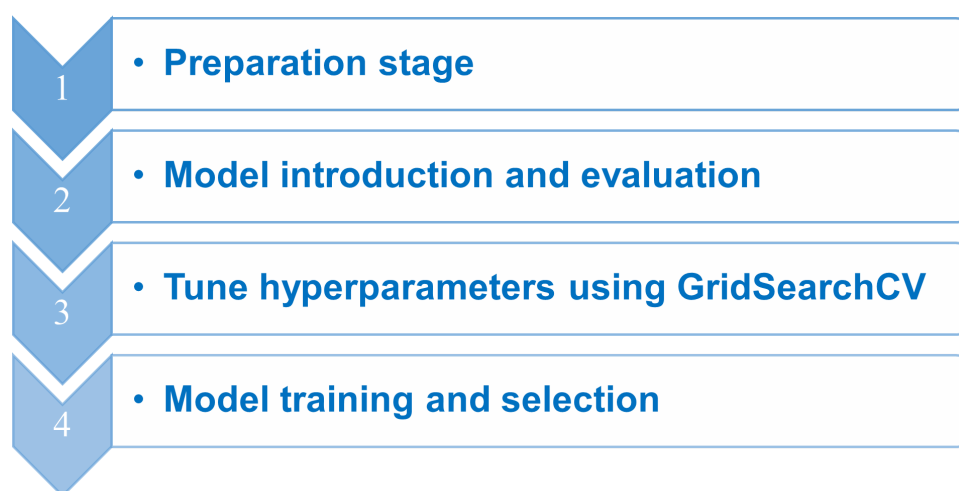 1
• Preparation stage
2
• Model introduction and evaluation
3
• Tune hyperparameters using GridSearchCV
4
• Model training and selection